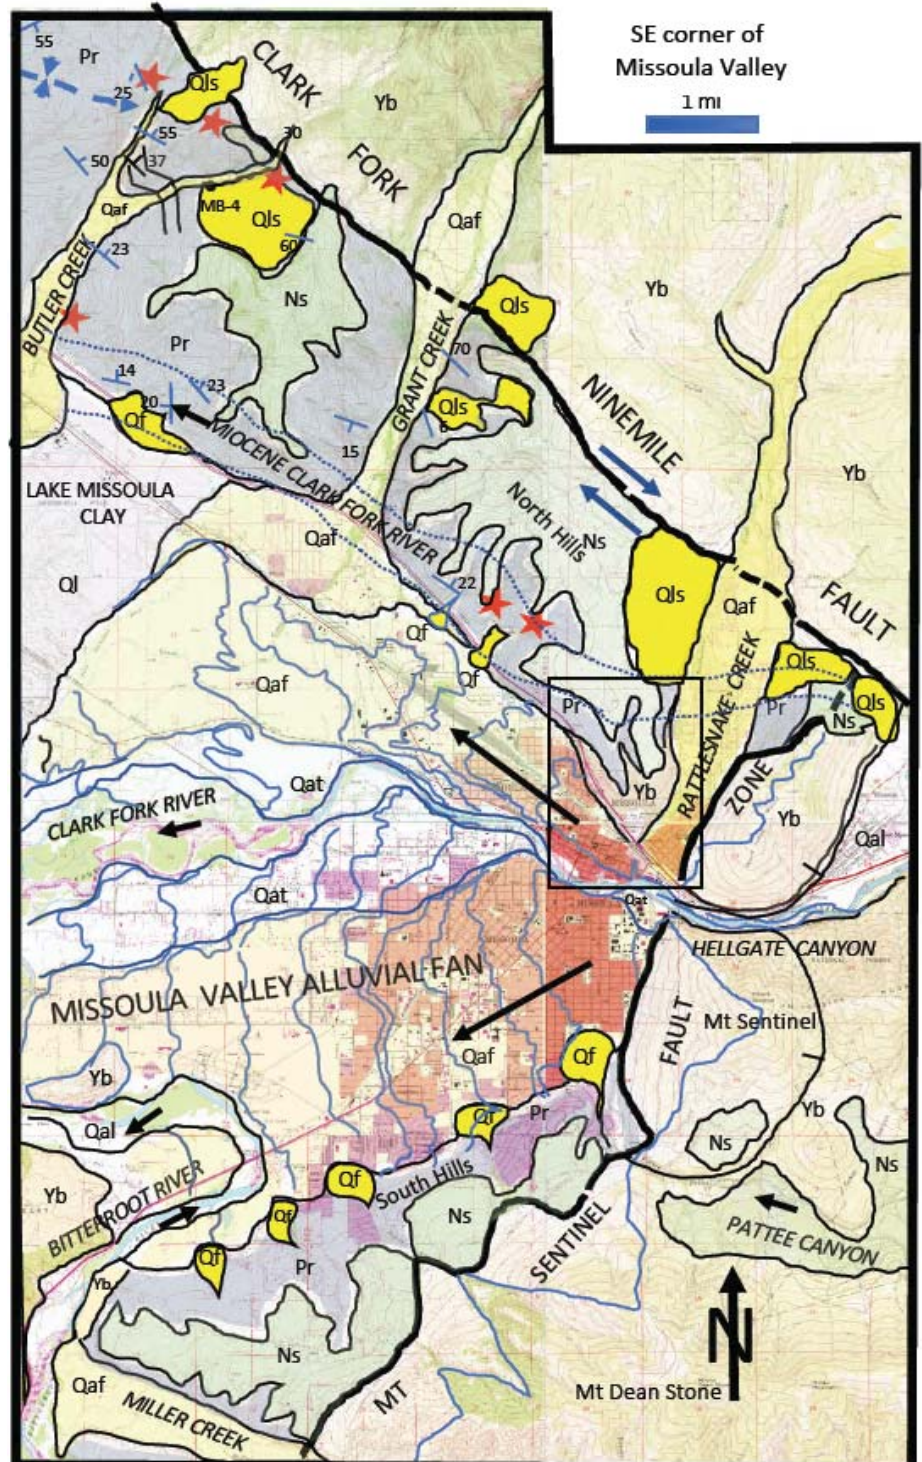 SE corner of
Missoula Valley
1 mi
55
Pr
25
Qls
CLARK
Yb
55
30
50
37
FORK
Qaf
MB-4
Qls
Qaf
60
23
BUTLER CREEK
Ns
Qls
Yb
Pr
GRANT CREEK
70
14
23
20
Qf
Qls
6
NINEMILE
15
MIOCENE CLARK FORK RIVER
Yb
LAKE MISSOULA
CLAY
North Hills
Ns
Qaf
Ql
22
Qls
Qaf
FAULT
Qf
Qf
Qaf
RATTLESNAKE CREEK
Qls
Qls
Pr
Pr
Ns
Yb
ZONE
Yb
Qat
CLARK FORK RIVER
Qal
Qat
Qat
HELLGATE CANYON
MISSOULA VALLEY ALLUVIAL FAN
FAULT
Mt Sentinel
Qaf
Qf
Yb
Qf
Pr
Yb
Qal
Ns
Ns
Yb
BITTERROOT RIVER
Qf
South Hills
Ns
Qf
SENTINEL
PATTEE CANYON
Qf
Pr
Yb
N
Ns
Qaf
MT
Mt Dean Stone
MILLER CREEK